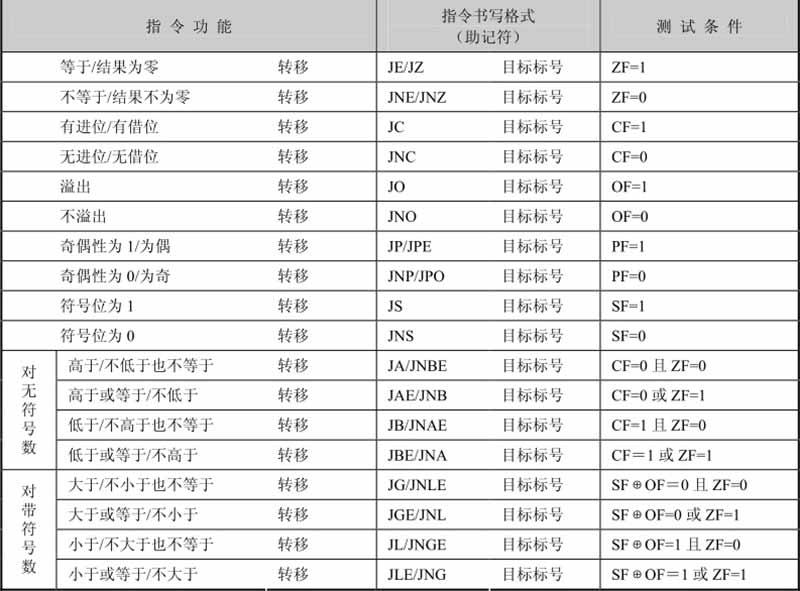 指令功能 指令书写格式（助记符） 测试条件
等于/结果为零 转移 JE/JZ 目标标号 ZF=1
不等于/结果不为零 转移 JNE/JNZ 目标标号 ZF=0
有进位/有借位 转移 JC 目标标号 CF=1
无进位/无借位 转移 JNC 目标标号 CF=0
溢出 转移 JO 目标标号 OF=1
不溢出 转移 JNO 目标标号 OF=0
奇偶性为 1/为偶 转移 JP/JPE 目标标号 PF=1
奇偶性为 0/为奇 转移 JNP/JPO 目标标号 PF=0
符号位为 1 转移 JS 目标标号 SF=1
符号位为 0 转移 JNS 目标标号 SF=0
对无符号数
高于/不低于也不等于 转移 JA/JNBE 目标标号 CF=0 且 ZF=0
高于或等于/不低于 转移 JAE/JNB 目标标号 CF=0 或 ZF=1
低于/不高于也不等于 转移 JB/JNAE 目标标号 CF=1 且 ZF=0
低于或等于/不高于 转移 JBE/JNA 目标标号 CF＝1 或 ZF=1
对带符号数
大于/不小于也不等于 转移 JG/JNLE 目标标号 SF⊕OF＝0 且 ZF=0
大于或等于/不小于 转移 JGE/JNL 目标标号 SF⊕OF=0 或 ZF=1
小于/不大于也不等于 转移 JL/JNGE 目标标号 SF⊕OF=1 且 ZF=0
小于或等于/不大于 转移 JLE/JNG 目标标号 SF⊕OF＝1 或 ZF=1